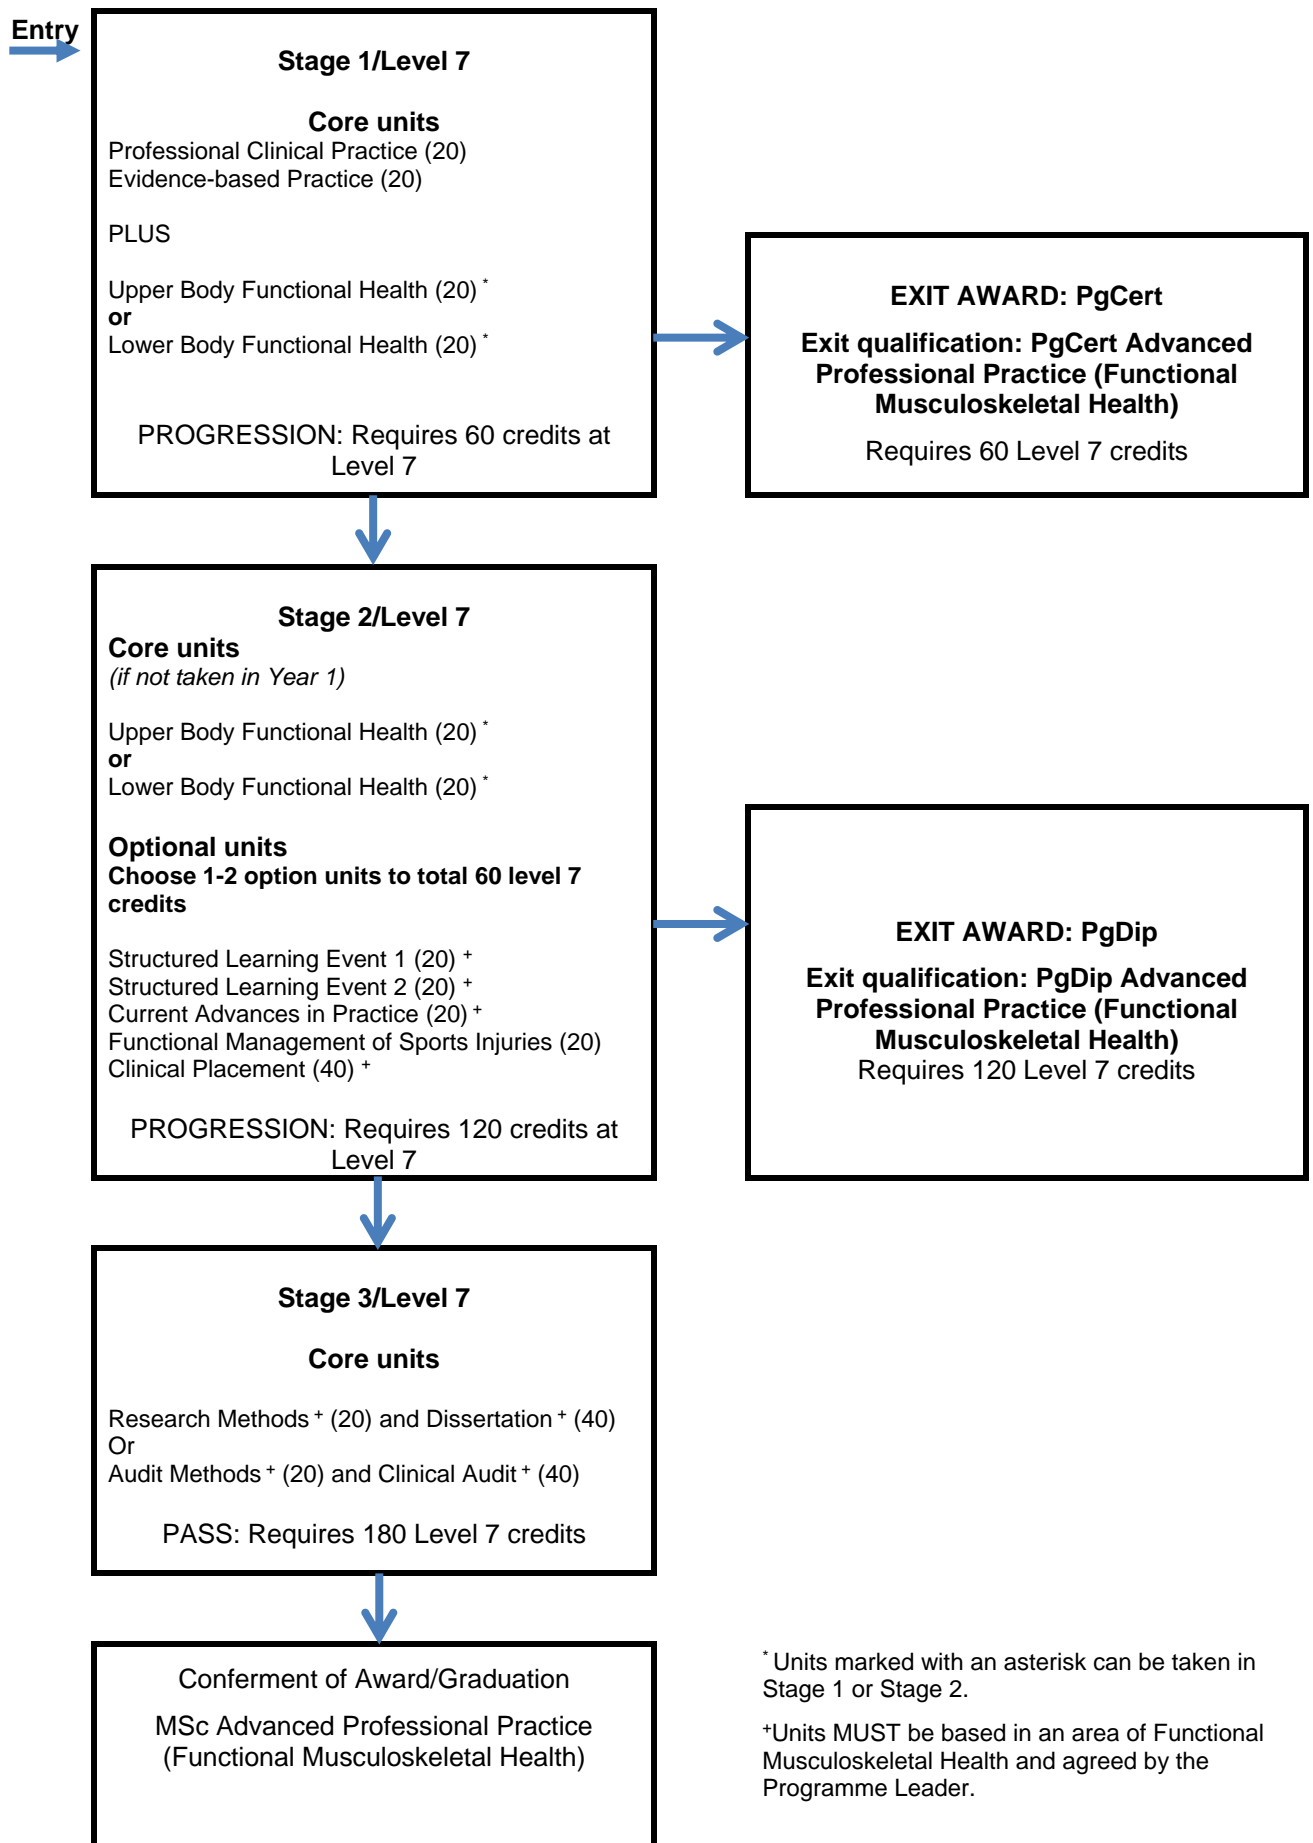 Entry
Stage 1/Level 7
Core units
Professional Clinical Practice (20)
Evidence-based Practice (20)
PLUS
Upper Body Functional Health (20) *
or
Lower Body Functional Health (20) *
PROGRESSION: Requires 60 credits at
Level 7
EXIT AWARD: PgCert
Exit qualification: PgCert Advanced
Professional Practice (Functional
Musculoskeletal Health)
Requires 60 Level 7 credits
Stage 2/Level 7
Core units
(if not taken in Year 1)
Upper Body Functional Health (20) *
or
Lower Body Functional Health (20) *
Optional units
Choose 1-2 option units to total 60 level 7
credits
Structured Learning Event 1 (20) +
Structured Learning Event 2 (20) +
Current Advances in Practice (20) +
Functional Management of Sports Injuries (20)
Clinical Placement (40) +
PROGRESSION: Requires 120 credits at
Level 7
EXIT AWARD: PgDip
Exit qualification: PgDip Advanced
Professional Practice (Functional
Musculoskeletal Health)
Requires 120 Level 7 credits
Stage 3/Level 7
Core units
Research Methods + (20) and Dissertation + (40)
Or
Audit Methods + (20) and Clinical Audit + (40)
PASS: Requires 180 Level 7 credits
Conferment of Award/Graduation
MSc Advanced Professional Practice
(Functional Musculoskeletal Health)
* Units marked with an asterisk can be taken in
Stage 1 or Stage 2.
+Units MUST be based in an area of Functional
Musculoskeletal Health and agreed by the
Programme Leader.